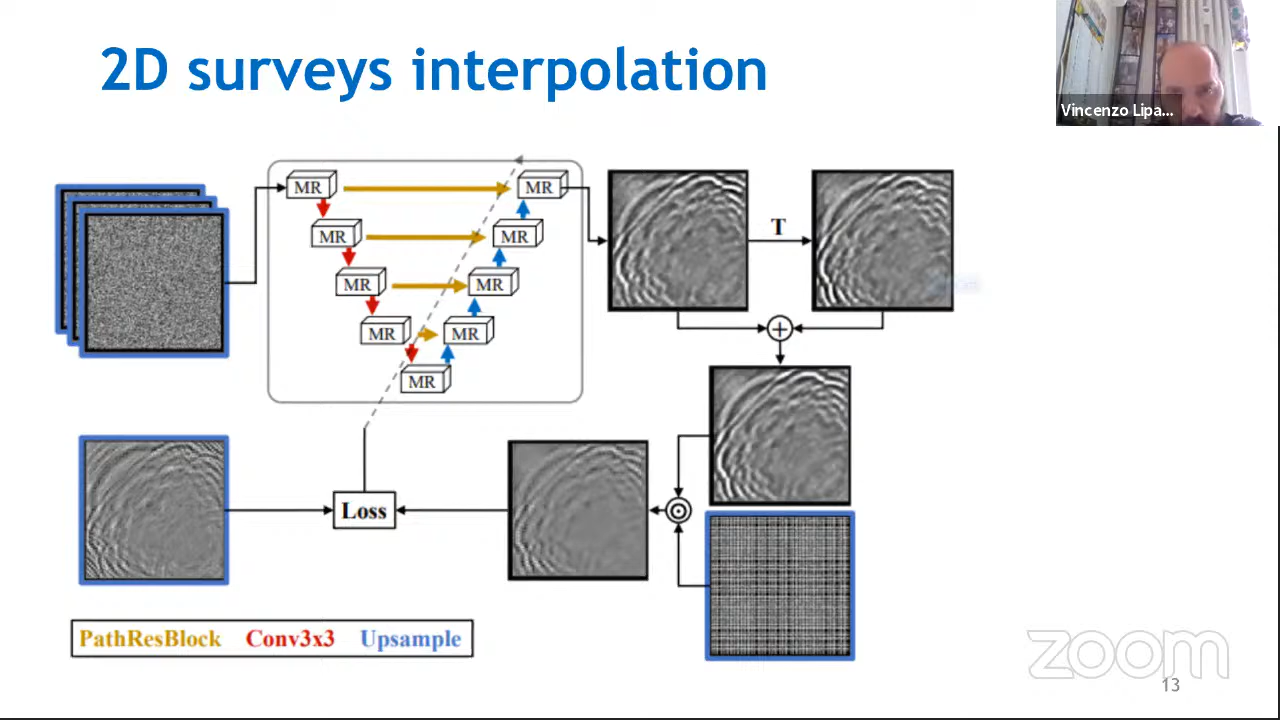 2D surveys interpolation
Vincenzo Lipa...
MR
MR
MR
MR
MR
MR
MR
MR
MR
T
+
Loss
PathResBlock Conv3x3 Upsample
zoom
13